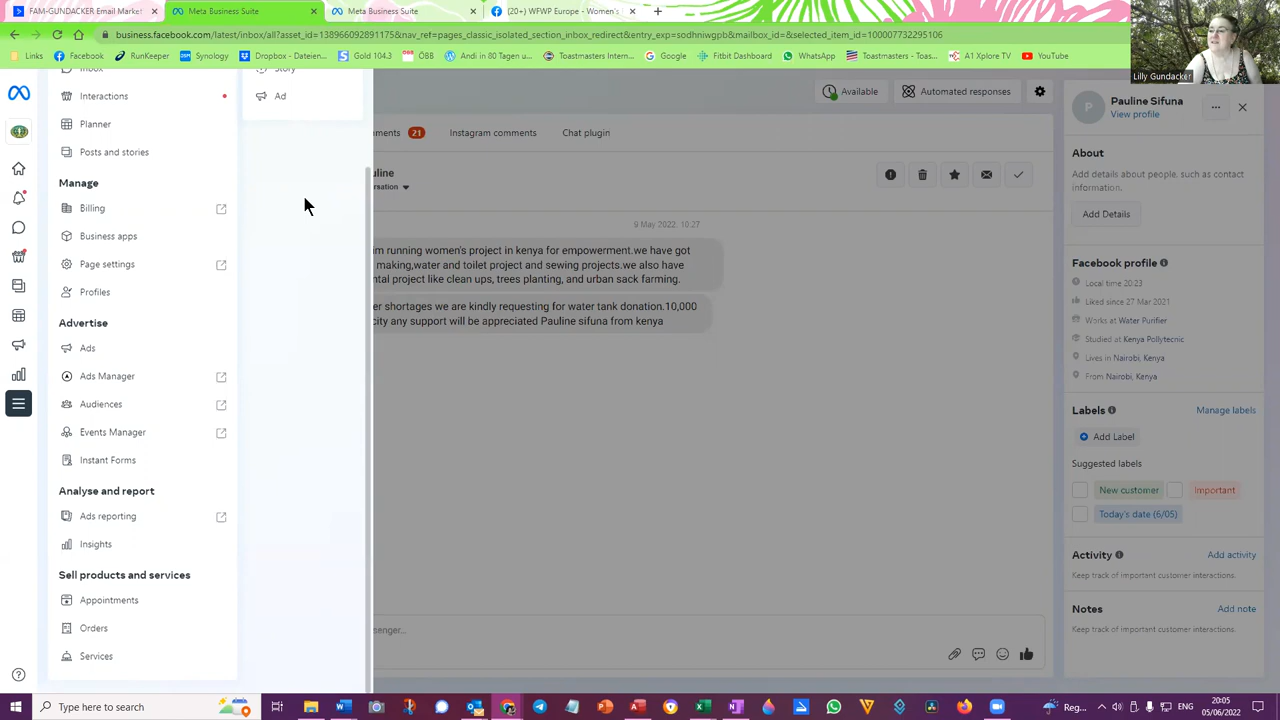 FAM-GUNDACKER Email Market
Meta Business Suite
Meta Business Suite
(20+) WFWP Europe - Women's
business.facebook.com/latest/inbox/all?asset_id=138966092891175&nav_ref=pages_classic_isolated_section_inbox_redirect&entry_exp=sodhniwgpb&mailbox_id=&selected_item_id=100007732295106
Links
Facebook
RunKeeper
Synology
Dropbox - Dateien...
Gold 104.3
ÖBB
Andi in 80 Tagen u...
Toastmasters Intern...
Google
Fitbit Dashboard
WhatsApp
Toastmasters - Toas...
A1 Xplore TV
YouTube
Lilly Gundacker
Inbox
Interactions
Planner
Posts and stories
Manage
Billing
Business apps
Page settings
Profiles
Advertise
Ads
Ads Manager
Audiences
Events Manager
Instant Forms
Analyse and report
Ads reporting
Insights
Sell products and services
Appointments
Orders
Services
Story
Ad
Available
Automated responses
ments 21
Instagram comments
Chat plugin
uline
rsation
9 May 2022, 10:27
im running women's project in kenya for empowerment.we have got
making,water and toilet project and sewing projects.we also have
ntal project like clean ups, trees planting, and urban sack farming.
er shortages we are kindly requesting for water tank donation.10,000
city any support will be appreciated Pauline sifuna from kenya
senger...
P
Pauline Sifuna
View profile
About
Add details about people, such as contact
information.
Add Details
Facebook profile
Local time 20:23
Liked since 27 Mar 2021
Works at Water Purifier
Studied at Kenya Pollytecnic
Lives in Nairobi, Kenya
From Nairobi, Kenya
Labels
Manage labels
Add Label
Suggested labels
New customer
Important
Today's date (6/05)
Activity
Add activity
Keep track of important customer interactions.
Notes
Add note
Keep track of important customer interactions.
Type here to search
Reg...
ENG
20:05
05/06/2022